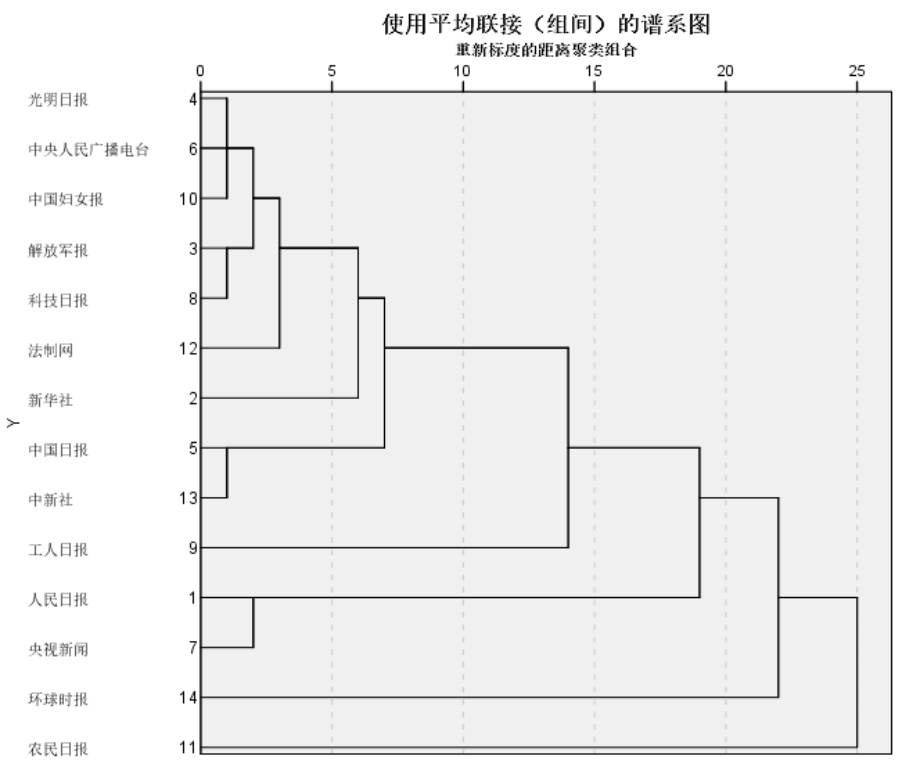 使用平均联接（组间）的谱系图
重新标度的距离聚类组合
0 5 10 15 20 25
光明日报 4
中央人民广播电台 6
中国妇女报 10
解放军报 3
科技日报 8
法制网 12
新华社 2
Y
中国日报 5
中新社 13
工人日报 9
人民日报 1
央视新闻 7
环球时报 14
农民日报 11